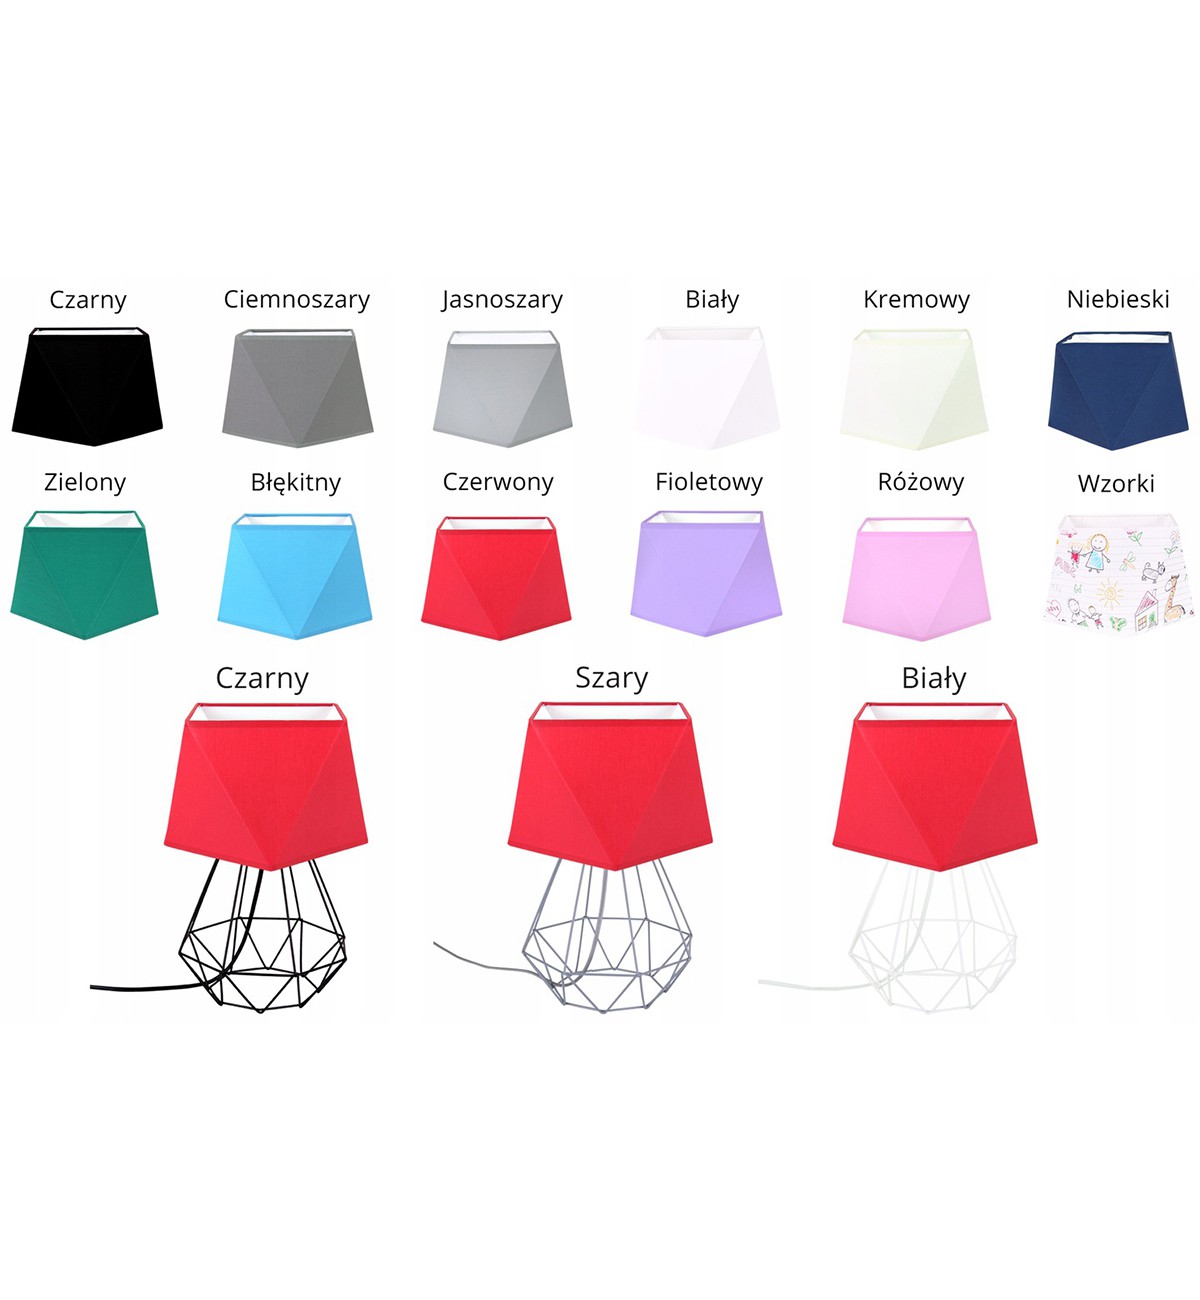 Czarny
Ciemnoszary
Jasnoszary
Biały
Kremowy
Niebieski
Zielony
Błękitny
Czerwony
Fioletowy
Różowy
Wzorki
Czarny
Szary
Biały